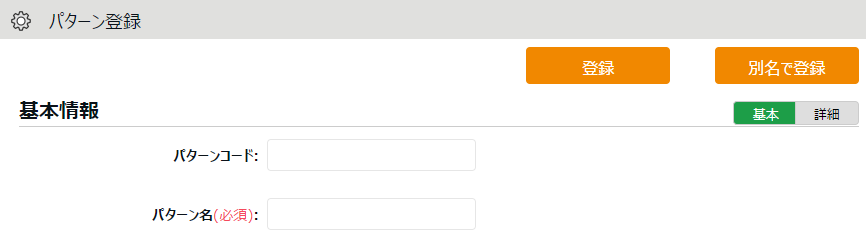 パターン登録
登録 別名で登録
基本情報 基本 詳細
パターンコード:
パターン名(必須):